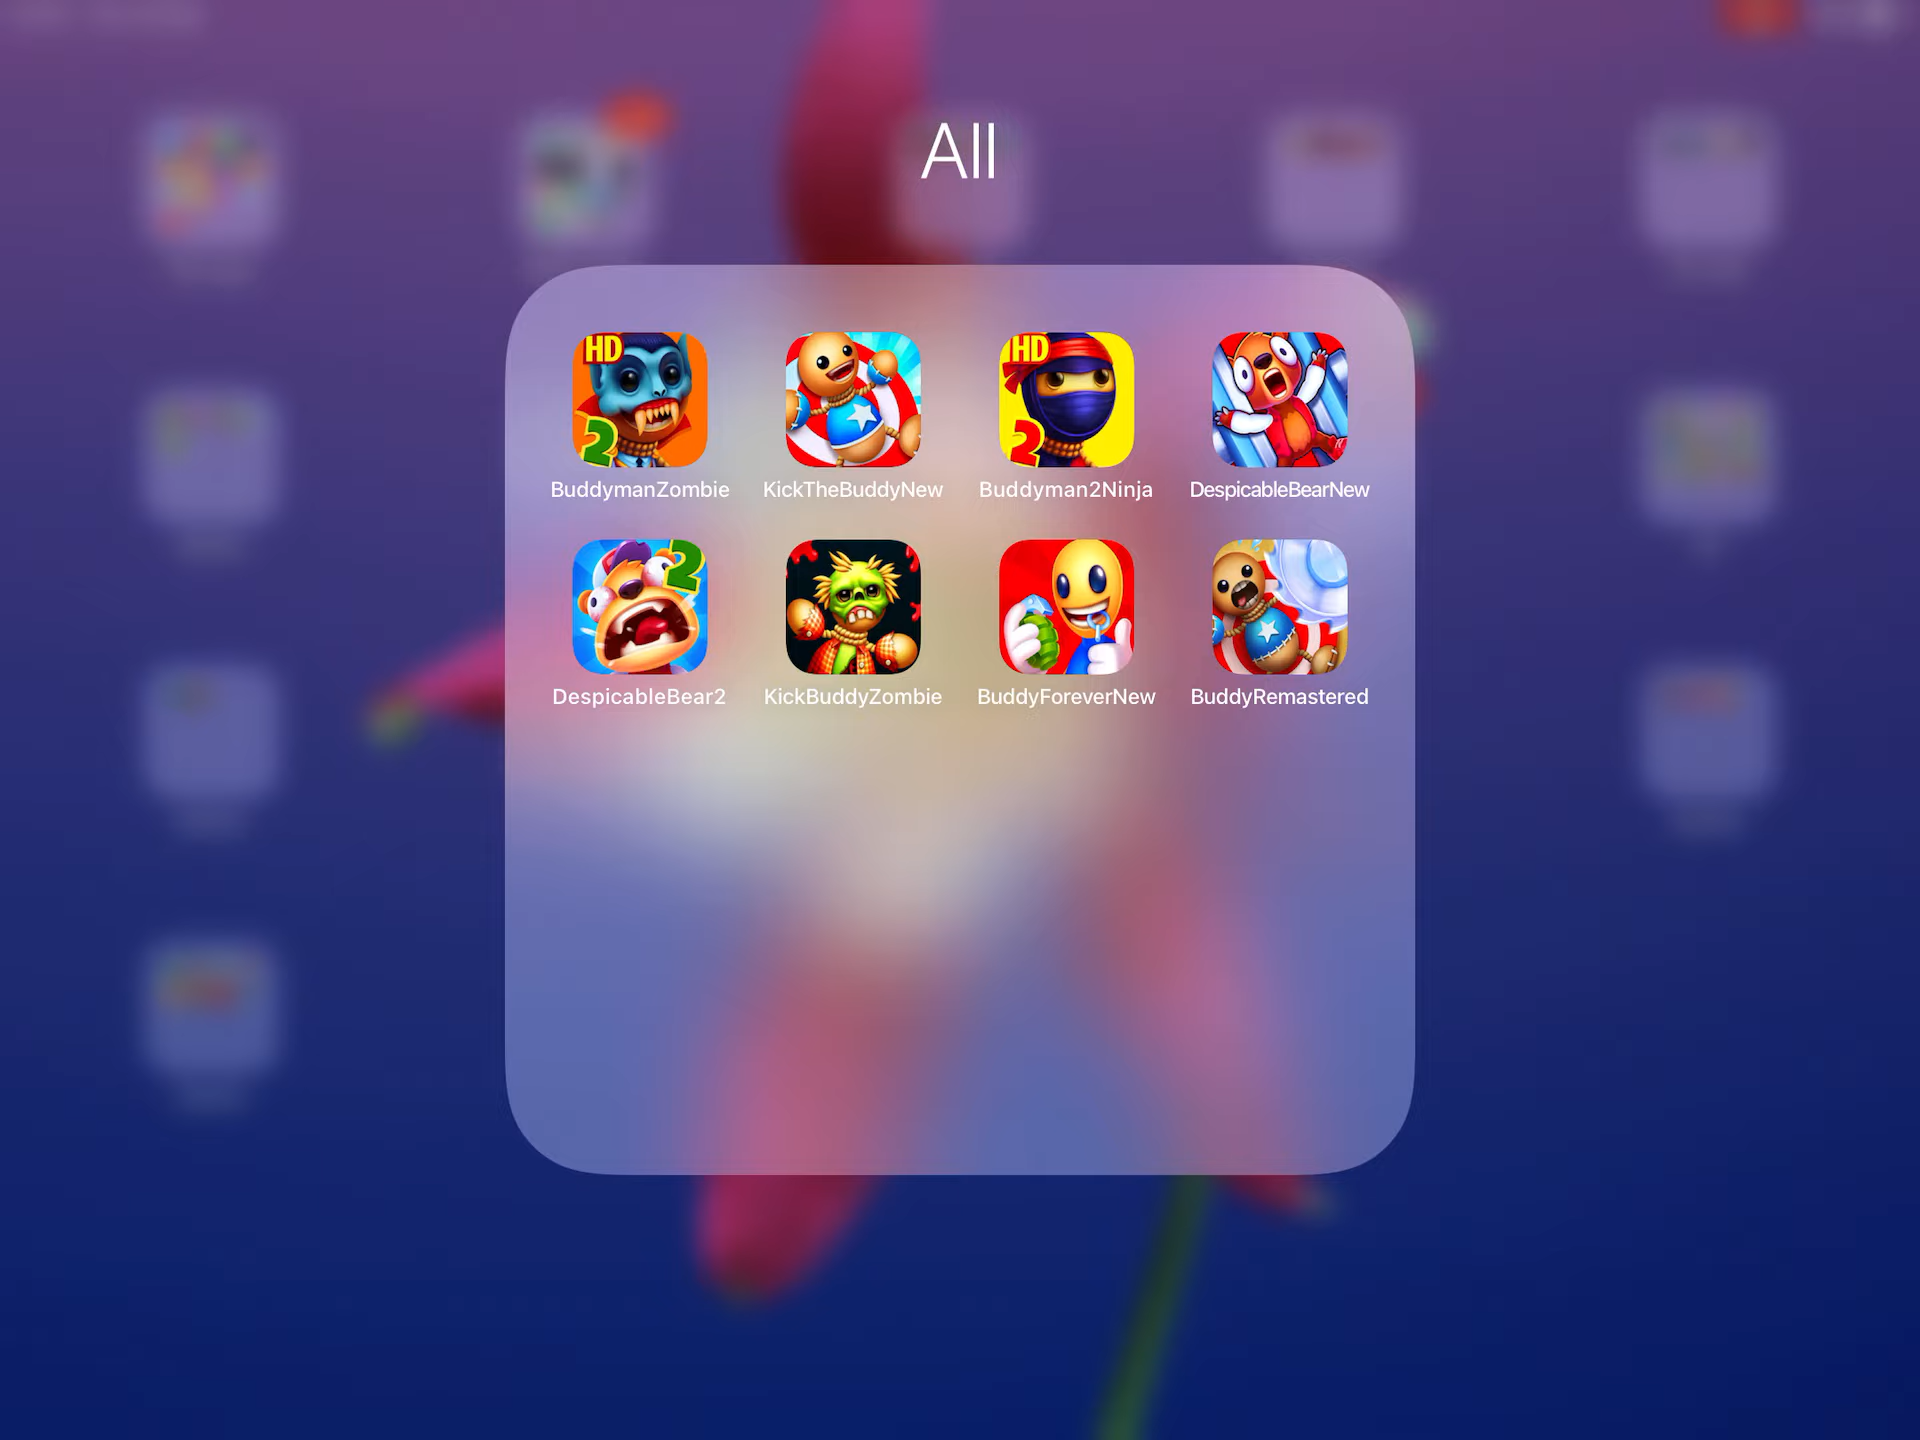 All
HD
2
HD
2
BuddymanZombie
KickTheBuddyNew
Buddyman2Ninja
DespicableBearNew
2
DespicableBear2
KickBuddyZombie
BuddyForeverNew
BuddyRemastered